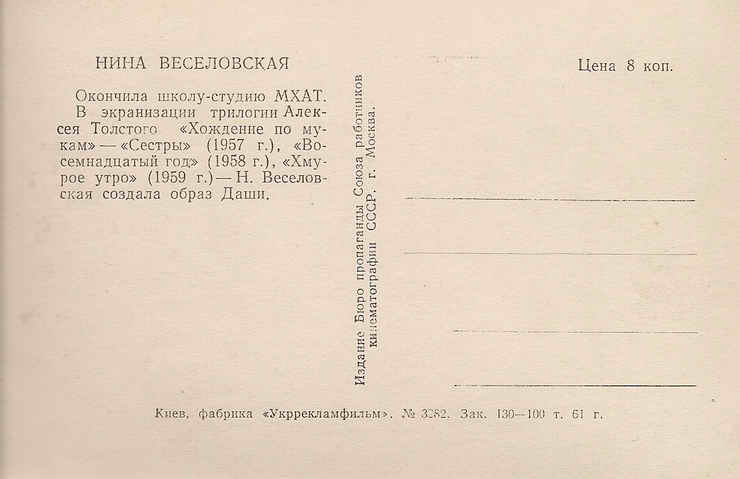 НИНА ВЕСЕЛОВСКАЯ
Окончила школу-студию МХАТ.
В экранизации трилогии Алек-
сея Толстого «Хождение по му-
кам» — «Сестры» (1957 г.), «Во-
семнадцатый год» (1958 г.), «Хму-
рое утро» (1959 г.) — Н. Веселов-
ская создала образ Даши.
Издание Бюро пропаганды Союза работников
кинематографии СССР, г. Москва.
Цена 8 коп.
Киев, фабрика «Укррекламфильм». № 3282. Зак. 130—100 т. 61 г.